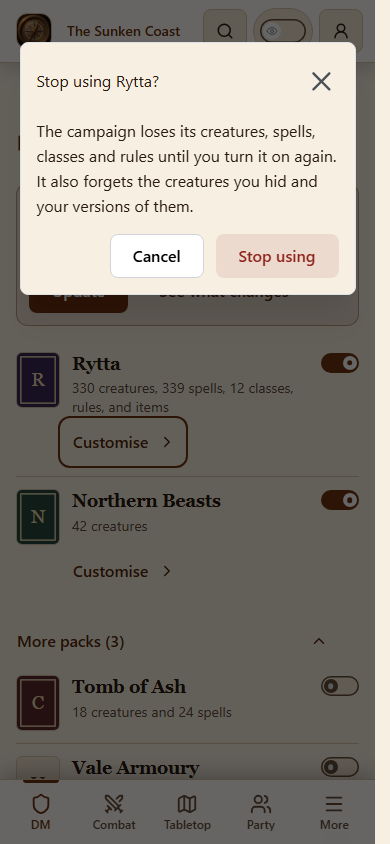 The Sunken Coast
Stop using Rytta?
The campaign loses its creatures, spells,
classes and rules until you turn it on again.
It also forgets the creatures you hid and
your versions of them.
Cancel
Stop using
R
Rytta
330 creatures, 339 spells, 12 classes,
rules, and items
Customise
N
Northern Beasts
42 creatures
Customise
More packs (3)
C
Tomb of Ash
18 creatures and 24 spells
Vale Armoury
DM
Combat
Tabletop
Party
More